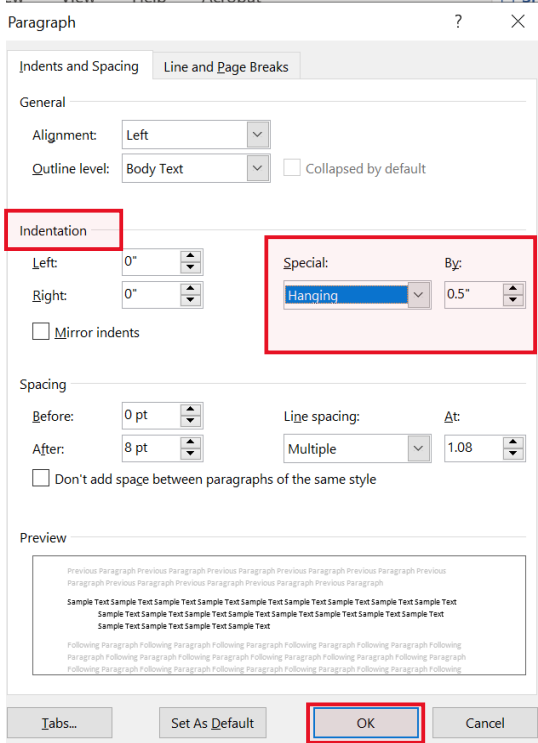 View Help Acrobat
Paragraph ? ×
Indents and Spacing Line and Page Breaks
General
Alignment: Left
Outline level: Body Text Collapsed by default
Indentation
Left: 0" Special: By:
Right: 0" Hanging 0.5"
Mirror indents
Spacing
Before: 0 pt Line spacing: At:
After: 8 pt Multiple 1.08
Don't add space between paragraphs of the same style
Preview
Previous Paragraph Previous Paragraph Previous Paragraph Previous Paragraph Previous Paragraph Previous
Paragraph Previous Paragraph Previous Paragraph Previous Paragraph Previous Paragraph
Sample Text Sample Text Sample Text Sample Text Sample Text Sample Text Sample Text Sample Text Sample Text
Sample Text Sample Text Sample Text Sample Text Sample Text Sample Text Sample Text Sample Text
Sample Text Sample Text Sample Text Sample Text
Following Paragraph Following Paragraph Following Paragraph Following Paragraph Following Paragraph Following
Paragraph Following Paragraph Following Paragraph Following Paragraph Following Paragraph Following Paragraph
Following Paragraph Following Paragraph Following Paragraph Following Paragraph Following Paragraph Following
Tabs... Set As Default OK Cancel